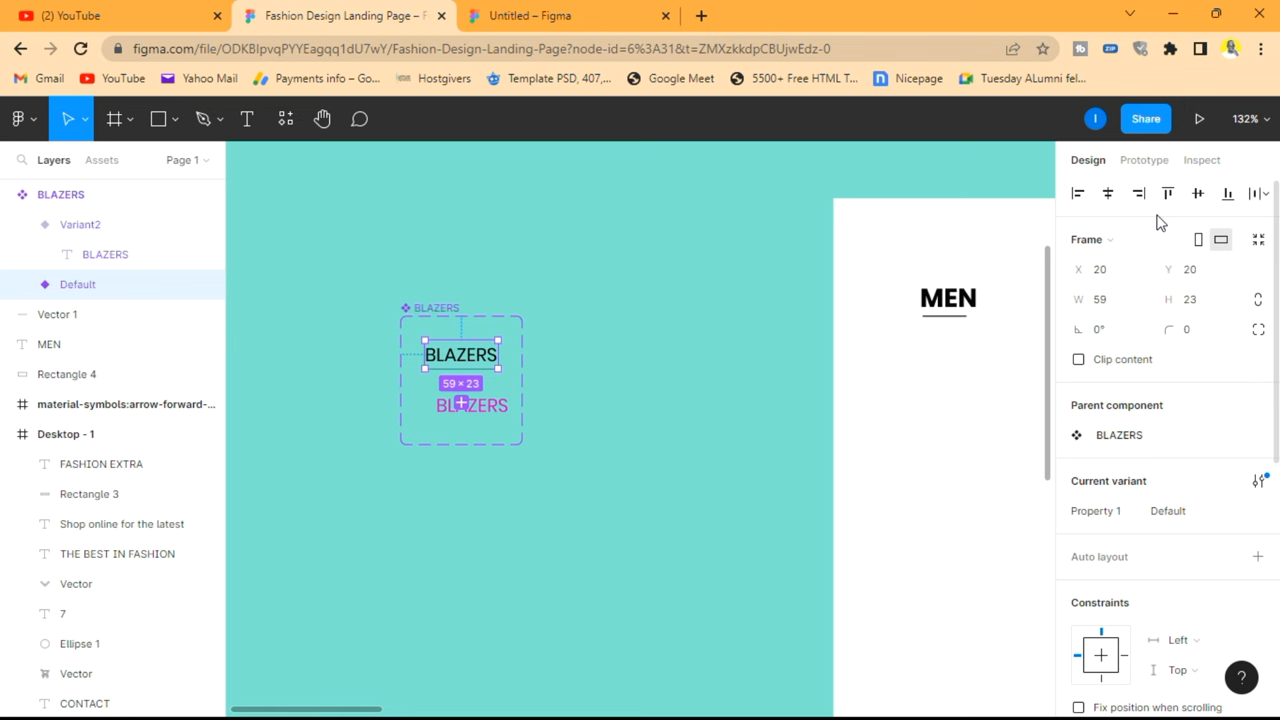 (2) YouTube
Fashion Design Landing Page – F
Untitled – Figma
figma.com/file/ODKBlpvqPYYEagqq1dU7wY/Fashion-Design-Landing-Page?node-id=6%3A31&t=ZMXzkkdpCBUjwEdz-0
Gmail
YouTube
Yahoo Mail
Payments info – Go...
Hostgivers
Template PSD, 407,...
Google Meet
5500+ Free HTML T...
Nicepage
Tuesday ALumni fel...
Share
132%
Layers
Assets
Page 1
Design
Prototype
Inspect
BLAZERS
Variant2
BLAZERS
Default
Vector 1
MEN
Rectangle 4
material-symbols:arrow-forward-...
Desktop - 1
FASHION EXTRA
Rectangle 3
Shop online for the latest
THE BEST IN FASHION
Vector
7
Ellipse 1
Vector
CONTACT
BLAZERS
BLAZERS
59 × 23
BLAZERS
MEN
Frame
X 20
Y 20
W 59
H 23
0°
0
Clip content
Parent component
BLAZERS
Current variant
Property 1
Default
Auto layout
Constraints
Left
Top
Fix position when scrolling